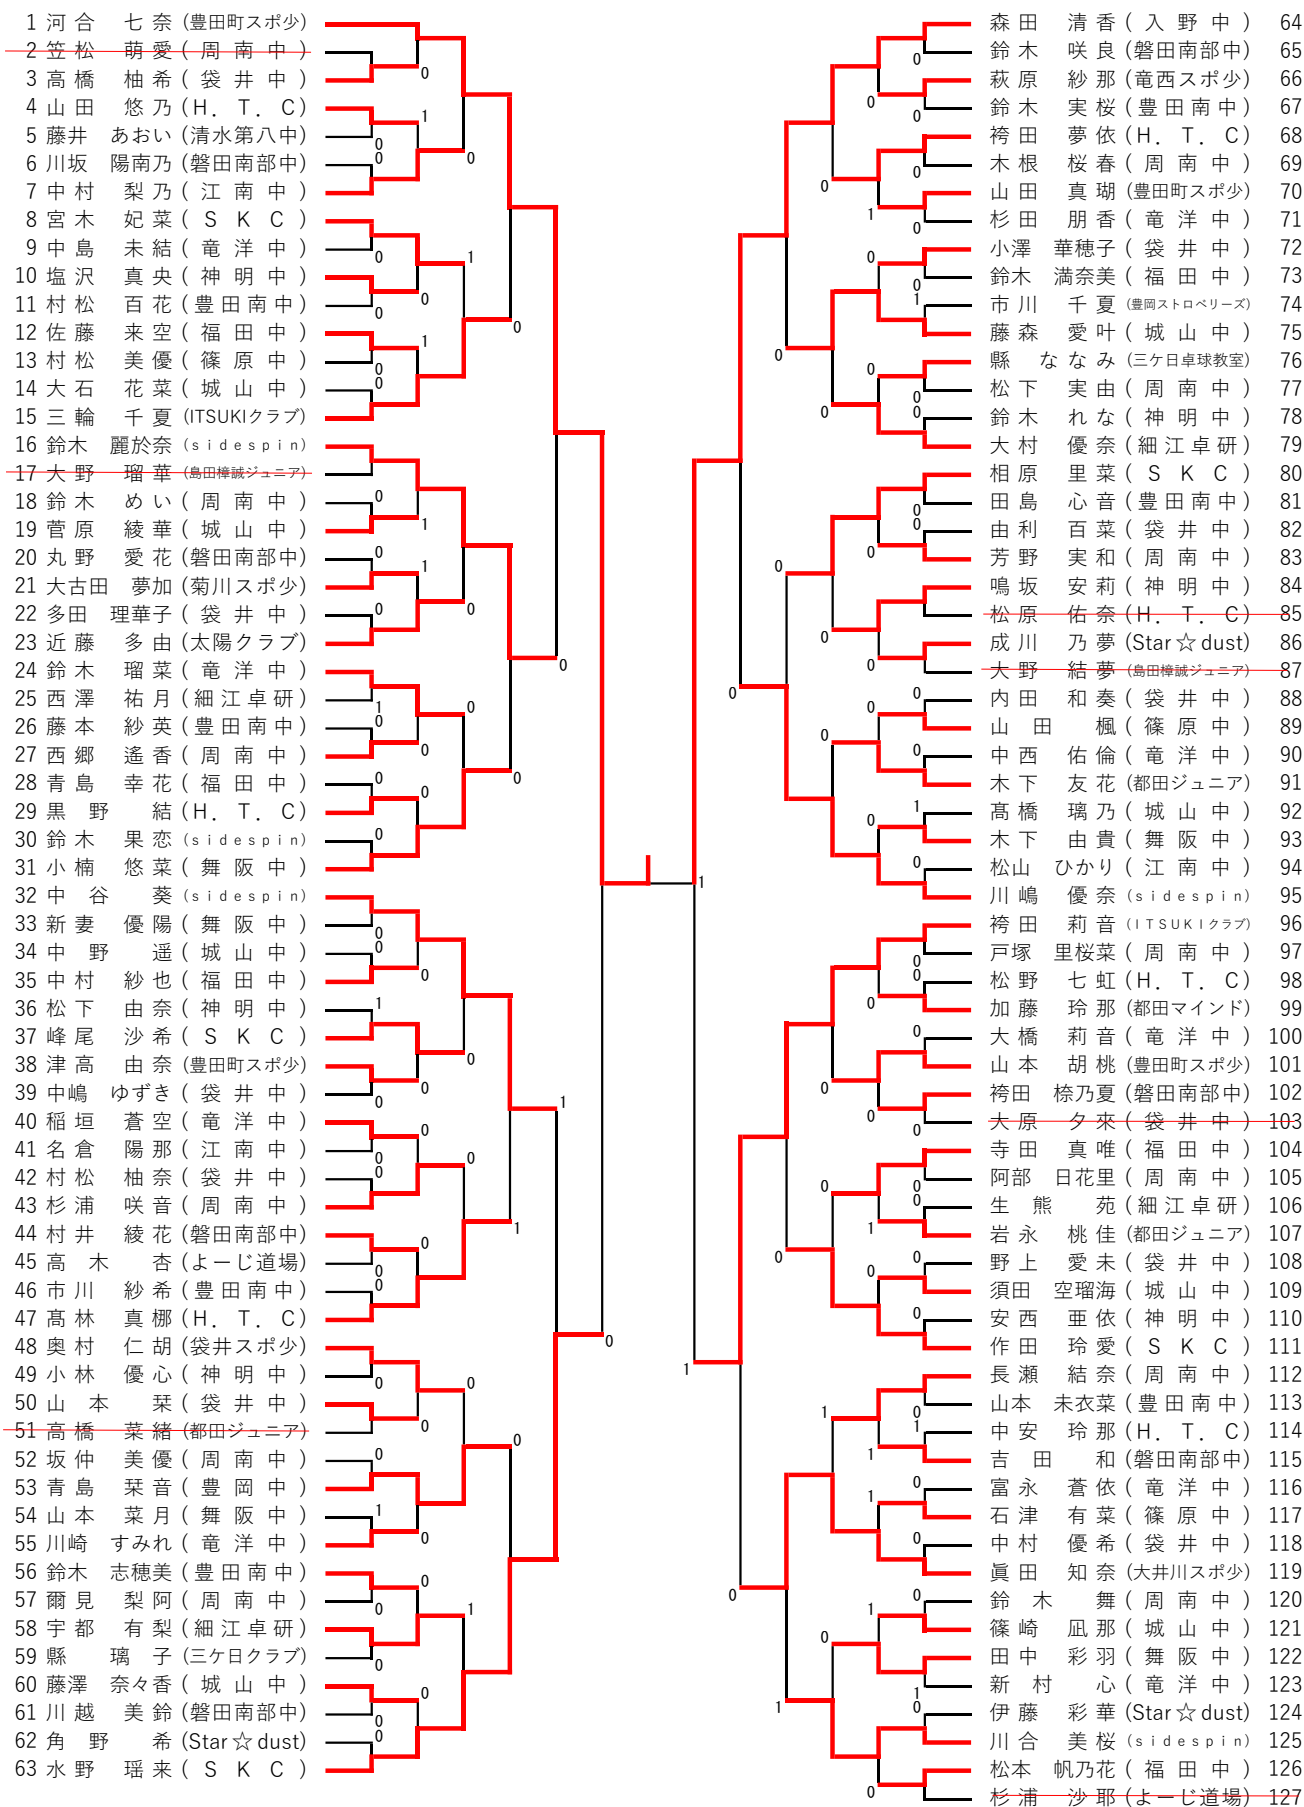 1 河合 七奈 (豊田町スポ少)
2 笠松 萌愛 (周南中)
3 高橋 柚希 (袋井中)
4 山田 悠乃 (H.T.C)
5 藤井 あおい (清水第八中)
6 川坂 陽南乃 (磐田南部中)
7 中村 梨乃 (江南中)
8 宮木 妃菜 (SKC)
9 中島 未結 (竜洋中)
10 塩沢 真央 (神明中)
11 村松 百花 (豊田南中)
12 佐藤 来空 (福田中)
13 村松 美優 (篠原中)
14 大石 花菜 (城山中)
15 三輪 千夏 (ITSUKIクラブ)
16 鈴木 麗於奈 (sidespin)
17 大野 瑠華 (島田樟誠ジュニア)
18 鈴木 めい (周南中)
19 菅原 綾華 (城山中)
20 丸野 愛花 (磐田南部中)
21 大古田 夢加 (菊川スポ少)
22 多田 理華子 (袋井中)
23 近藤 多由 (太陽クラブ)
24 鈴木 瑠菜 (竜洋中)
25 西澤 祐月 (細江卓研)
26 藤本 紗英 (豊田南中)
27 西郷 遙香 (周南中)
28 青島 幸花 (福田中)
29 黒野 結 (H.T.C)
30 鈴木 果恋 (sidespin)
31 小楠 悠菜 (舞阪中)
32 中谷 葵 (sidespin)
33 新妻 優陽 (舞阪中)
34 中野 遥 (城山中)
35 中村 紗也 (福田中)
36 松下 由奈 (神明中)
37 峰尾 沙希 (SKC)
38 津高 由奈 (豊田町スポ少)
39 中嶋 ゆずき (袋井中)
40 稲垣 蒼空 (竜洋中)
41 名倉 陽那 (江南中)
42 村松 柚奈 (袋井中)
43 杉浦 咲音 (周南中)
44 村井 綾花 (磐田南部中)
45 高木 杏 (よーじ道場)
46 市川 紗希 (豊田南中)
47 髙林 真梛 (H.T.C)
48 奥村 仁胡 (袋井スポ少)
49 小林 優心 (神明中)
50 山本 栞 (袋井中)
51 高橋 菜緒 (都田ジュニア)
52 坂仲 美優 (周南中)
53 青島 栞音 (豊岡中)
54 山本 菜月 (舞阪中)
55 川崎 すみれ (竜洋中)
56 鈴木 志穂美 (豊田南中)
57 爾見 梨阿 (周南中)
58 宇都 有梨 (細江卓研)
59 縣 璃子 (三ケ日クラブ)
60 藤澤 奈々香 (城山中)
61 川越 美鈴 (磐田南部中)
62 角野 希 (Star☆dust)
63 水野 瑶来 (SKC)
森田 清香 (入野中) 64
鈴木 咲良 (磐田南部中) 65
萩原 紗那 (竜西スポ少) 66
鈴木 実桜 (豊田南中) 67
袴田 夢依 (H.T.C) 68
木根 桜春 (周南中) 69
山田 真瑚 (豊田町スポ少) 70
杉田 朋香 (竜洋中) 71
小澤 華穂子 (袋井中) 72
鈴木 満奈美 (福田中) 73
市川 千夏 (豊岡ストロベリーズ) 74
藤森 愛叶 (城山中) 75
縣 ななみ (三ケ日卓球教室) 76
松下 実由 (周南中) 77
鈴木 れな (神明中) 78
大村 優奈 (細江卓研) 79
相原 里菜 (SKC) 80
田島 心音 (豊田南中) 81
由利 百菜 (袋井中) 82
芳野 実和 (周南中) 83
鳴坂 安莉 (神明中) 84
松原 佑奈 (H.T.C) 85
成川 乃夢 (Star☆dust) 86
大野 結夢 (島田樟誠ジュニア) 87
内田 和奏 (袋井中) 88
山田 楓 (篠原中) 89
中西 佑倫 (竜洋中) 90
木下 友花 (都田ジュニア) 91
髙橋 璃乃 (城山中) 92
木下 由貴 (舞阪中) 93
松山 ひかり (江南中) 94
川嶋 優奈 (sidespin) 95
袴田 莉音 (ITSUKIクラブ) 96
戸塚 里桜菜 (周南中) 97
松野 七虹 (H.T.C) 98
加藤 玲那 (都田マインド) 99
大橋 莉音 (竜洋中) 100
山本 胡桃 (豊田町スポ少) 101
袴田 榛乃夏 (磐田南部中) 102
大原 夕來 (袋井中) 103
寺田 真唯 (福田中) 104
阿部 日花里 (周南中) 105
生熊 苑 (細江卓研) 106
岩永 桃佳 (都田ジュニア) 107
野上 愛未 (袋井中) 108
須田 空瑠海 (城山中) 109
安西 亜依 (神明中) 110
作田 玲愛 (SKC) 111
長瀬 結奈 (周南中) 112
山本 未衣菜 (豊田南中) 113
中安 玲那 (H.T.C) 114
吉田 和 (磐田南部中) 115
富永 蒼依 (竜洋中) 116
石津 有菜 (篠原中) 117
中村 優希 (袋井中) 118
眞田 知奈 (大井川スポ少) 119
鈴木 舞 (周南中) 120
篠崎 凪那 (城山中) 121
田中 彩羽 (舞阪中) 122
新村 心 (竜洋中) 123
伊藤 彩華 (Star☆dust) 124
川合 美桜 (sidespin) 125
松本 帆乃花 (福田中) 126
杉浦 沙耶 (よーじ道場) 127